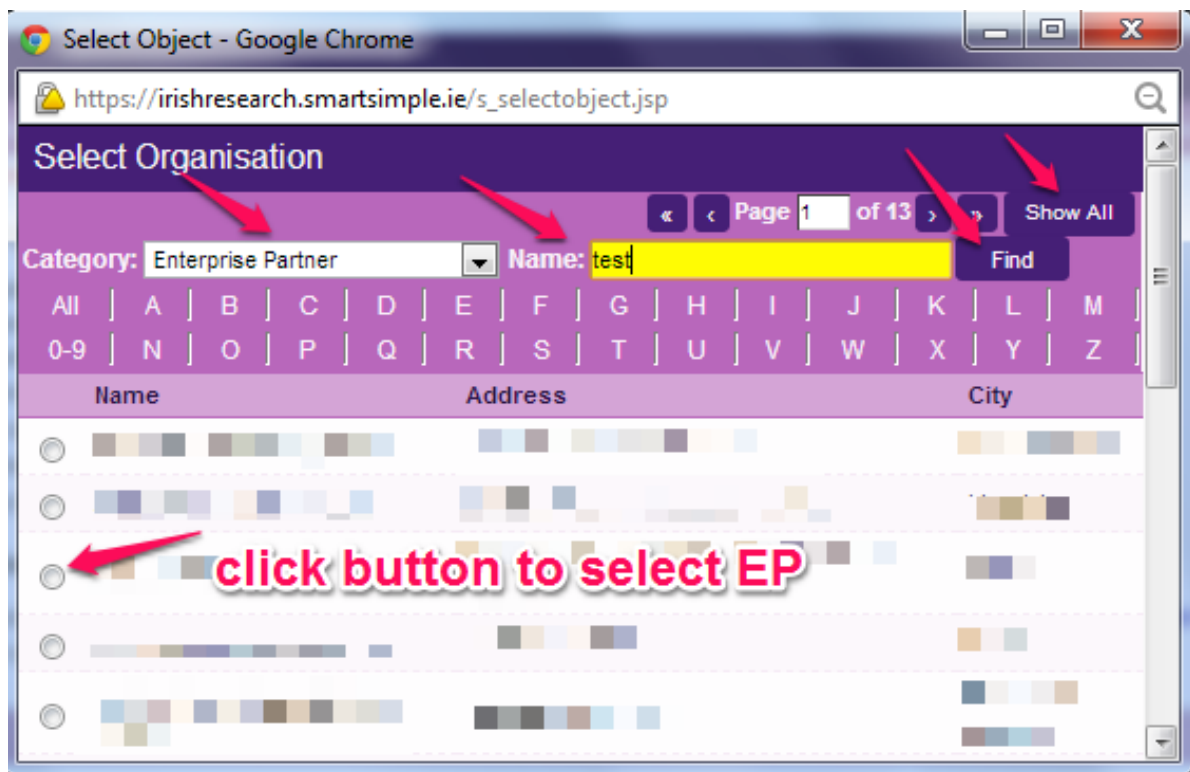 Select Object - Google Chrome
https://irishresearch.smartsimple.ie/s_selectobject.jsp
Select Organisation
« ‹ Page 1 of 13 › » Show All
Category: Enterprise Partner Name: test Find
All A B C D E F G H I J K L M
0-9 N O P Q R S T U V W X Y Z
Name Address City
click button to select EP